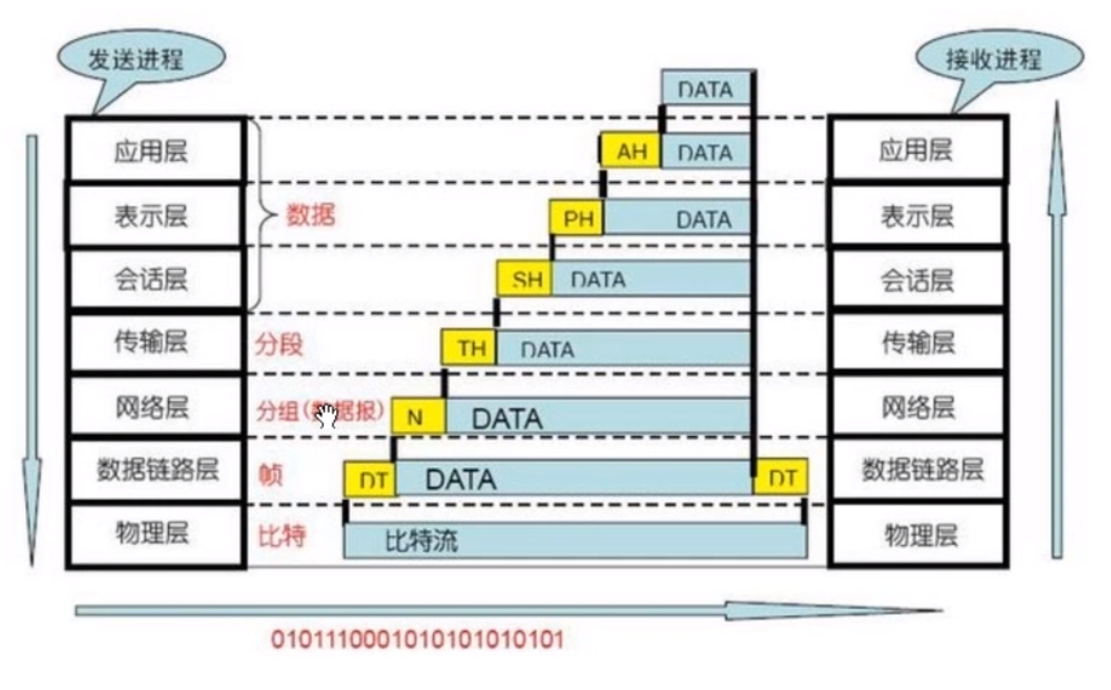 发送进程
接收进程
DATA
应用层
AH
DATA
应用层
表示层
数据
PH
DATA
表示层
会话层
SH
DATA
会话层
传输层
分段
TH
DATA
传输层
网络层
分组(数据报)
N
DATA
网络层
数据链路层
帧
DT
DATA
DT
数据链路层
物理层
比特
比特流
物理层
0101110001010101010101